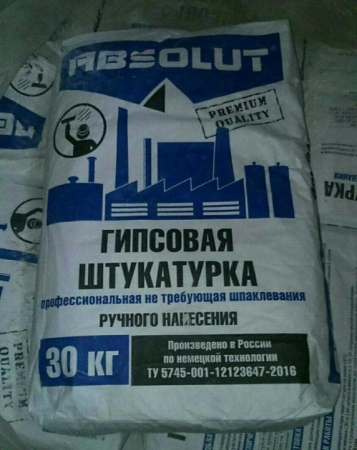 ABSOLUT
PREMIUM
QUALITY
ГИПСОВАЯ
ШТУКАТУРКА
профессиональная не требующая шпаклевания
РУЧНОГО НАНЕСЕНИЯ
30 КГ
Произведено в России
по немецкой технологии
ТУ 5745-001-12123647-2016